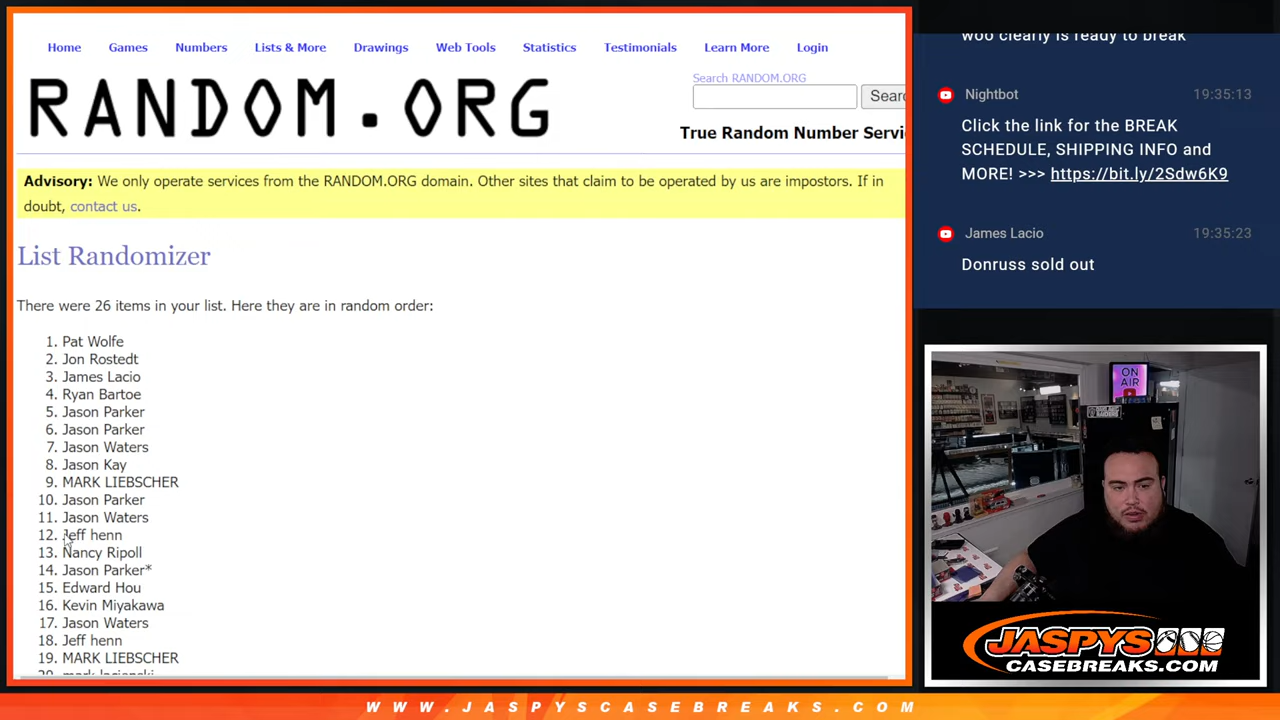 Home Games Numbers Lists & More Drawings Web Tools Statistics Testimonials Learn More Login
RANDOM.ORG
Search RANDOM.ORG
True Random Number Servi
Advisory: We only operate services from the RANDOM.ORG domain. Other sites that claim to be operated by us are impostors. If in
doubt, contact us.
List Randomizer
There were 26 items in your list. Here they are in random order:
1. Pat Wolfe
2. Jon Rostedt
3. James Lacio
4. Ryan Bartoe
5. Jason Parker
6. Jason Parker
7. Jason Waters
8. Jason Kay
9. MARK LIEBSCHER
10. Jason Parker
11. Jason Waters
12. Jeff henn
13. Nancy Ripoll
14. Jason Parker*
15. Edward Hou
16. Kevin Miyakawa
17. Jason Waters
18. Jeff henn
19. MARK LIEBSCHER
woo clearly is ready to break
Nightbot 19:35:13
Click the link for the BREAK
SCHEDULE, SHIPPING INFO and
MORE! >>> https://bit.ly/2Sdw6K9
James Lacio 19:35:23
Donruss sold out
ON
AIR
JASPYS
CASEBREAKS.COM
WWW.JASPYSCASEBREAKS.COM